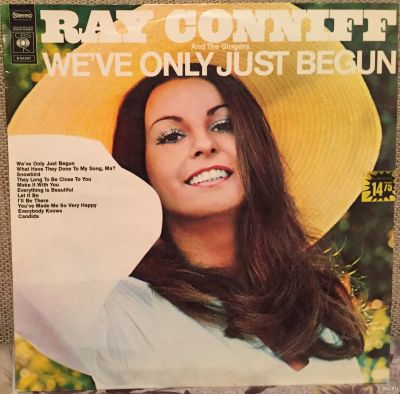 Stereo
CBS
RAY CONNIFF
And The Singers
WE'VE ONLY JUST BEGUN
We've Only Just Begun
What Have They Done To My Song, Ma?
Snowbird
They Long To Be Close To You
Make It With You
Everything Is Beautiful
Let It Be
I'll Be There
You've Made Me So Very Happy
Everybody Knows
Candida
14.75